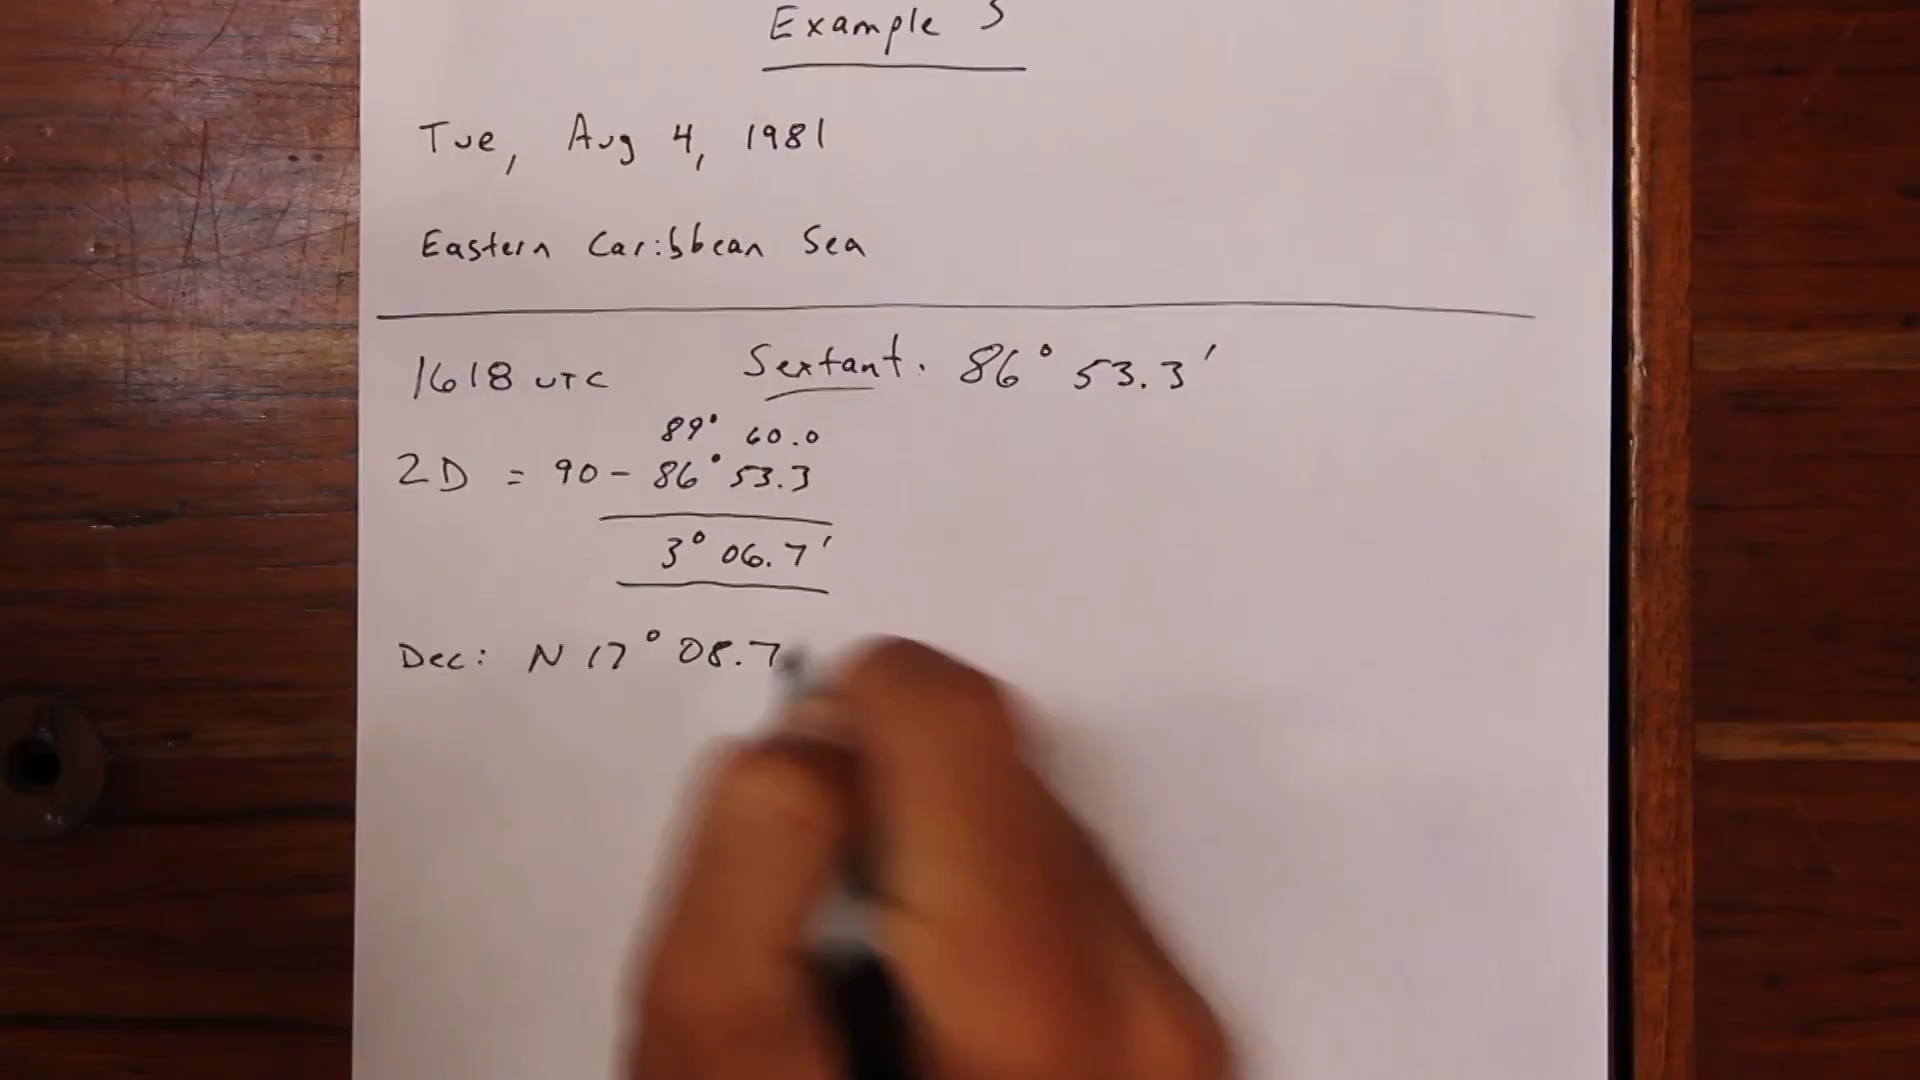 Example 3
Tue, Aug 4, 1981
Eastern Caribbean Sea
1618 UTC Sextant. 86° 53.3'
89° 60.0
ZD = 90 - 86° 53.3
3° 06.7'
Dec: N 17° 08.7